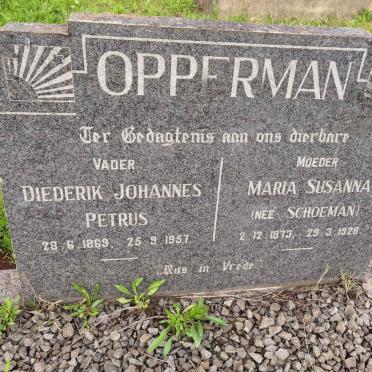 OPPERMAN
Ter Gedagtenis aan ons dierbare
VADER
DIEDERIK JOHANNES
PETRUS
28.6.1869, 25.9.1957.
MOEDER
MARIA SUSANNA
(NEE SCHOEMAN)
2.12.1873, 29.3.1928.
"Rus in Vrede"